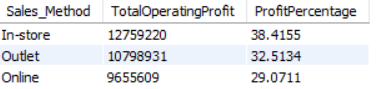 Sales_Method TotalOperatingProfit ProfitPercentage
In-store 12759220 38.4155
Outlet 10798931 32.5134
Online 9655609 29.0711